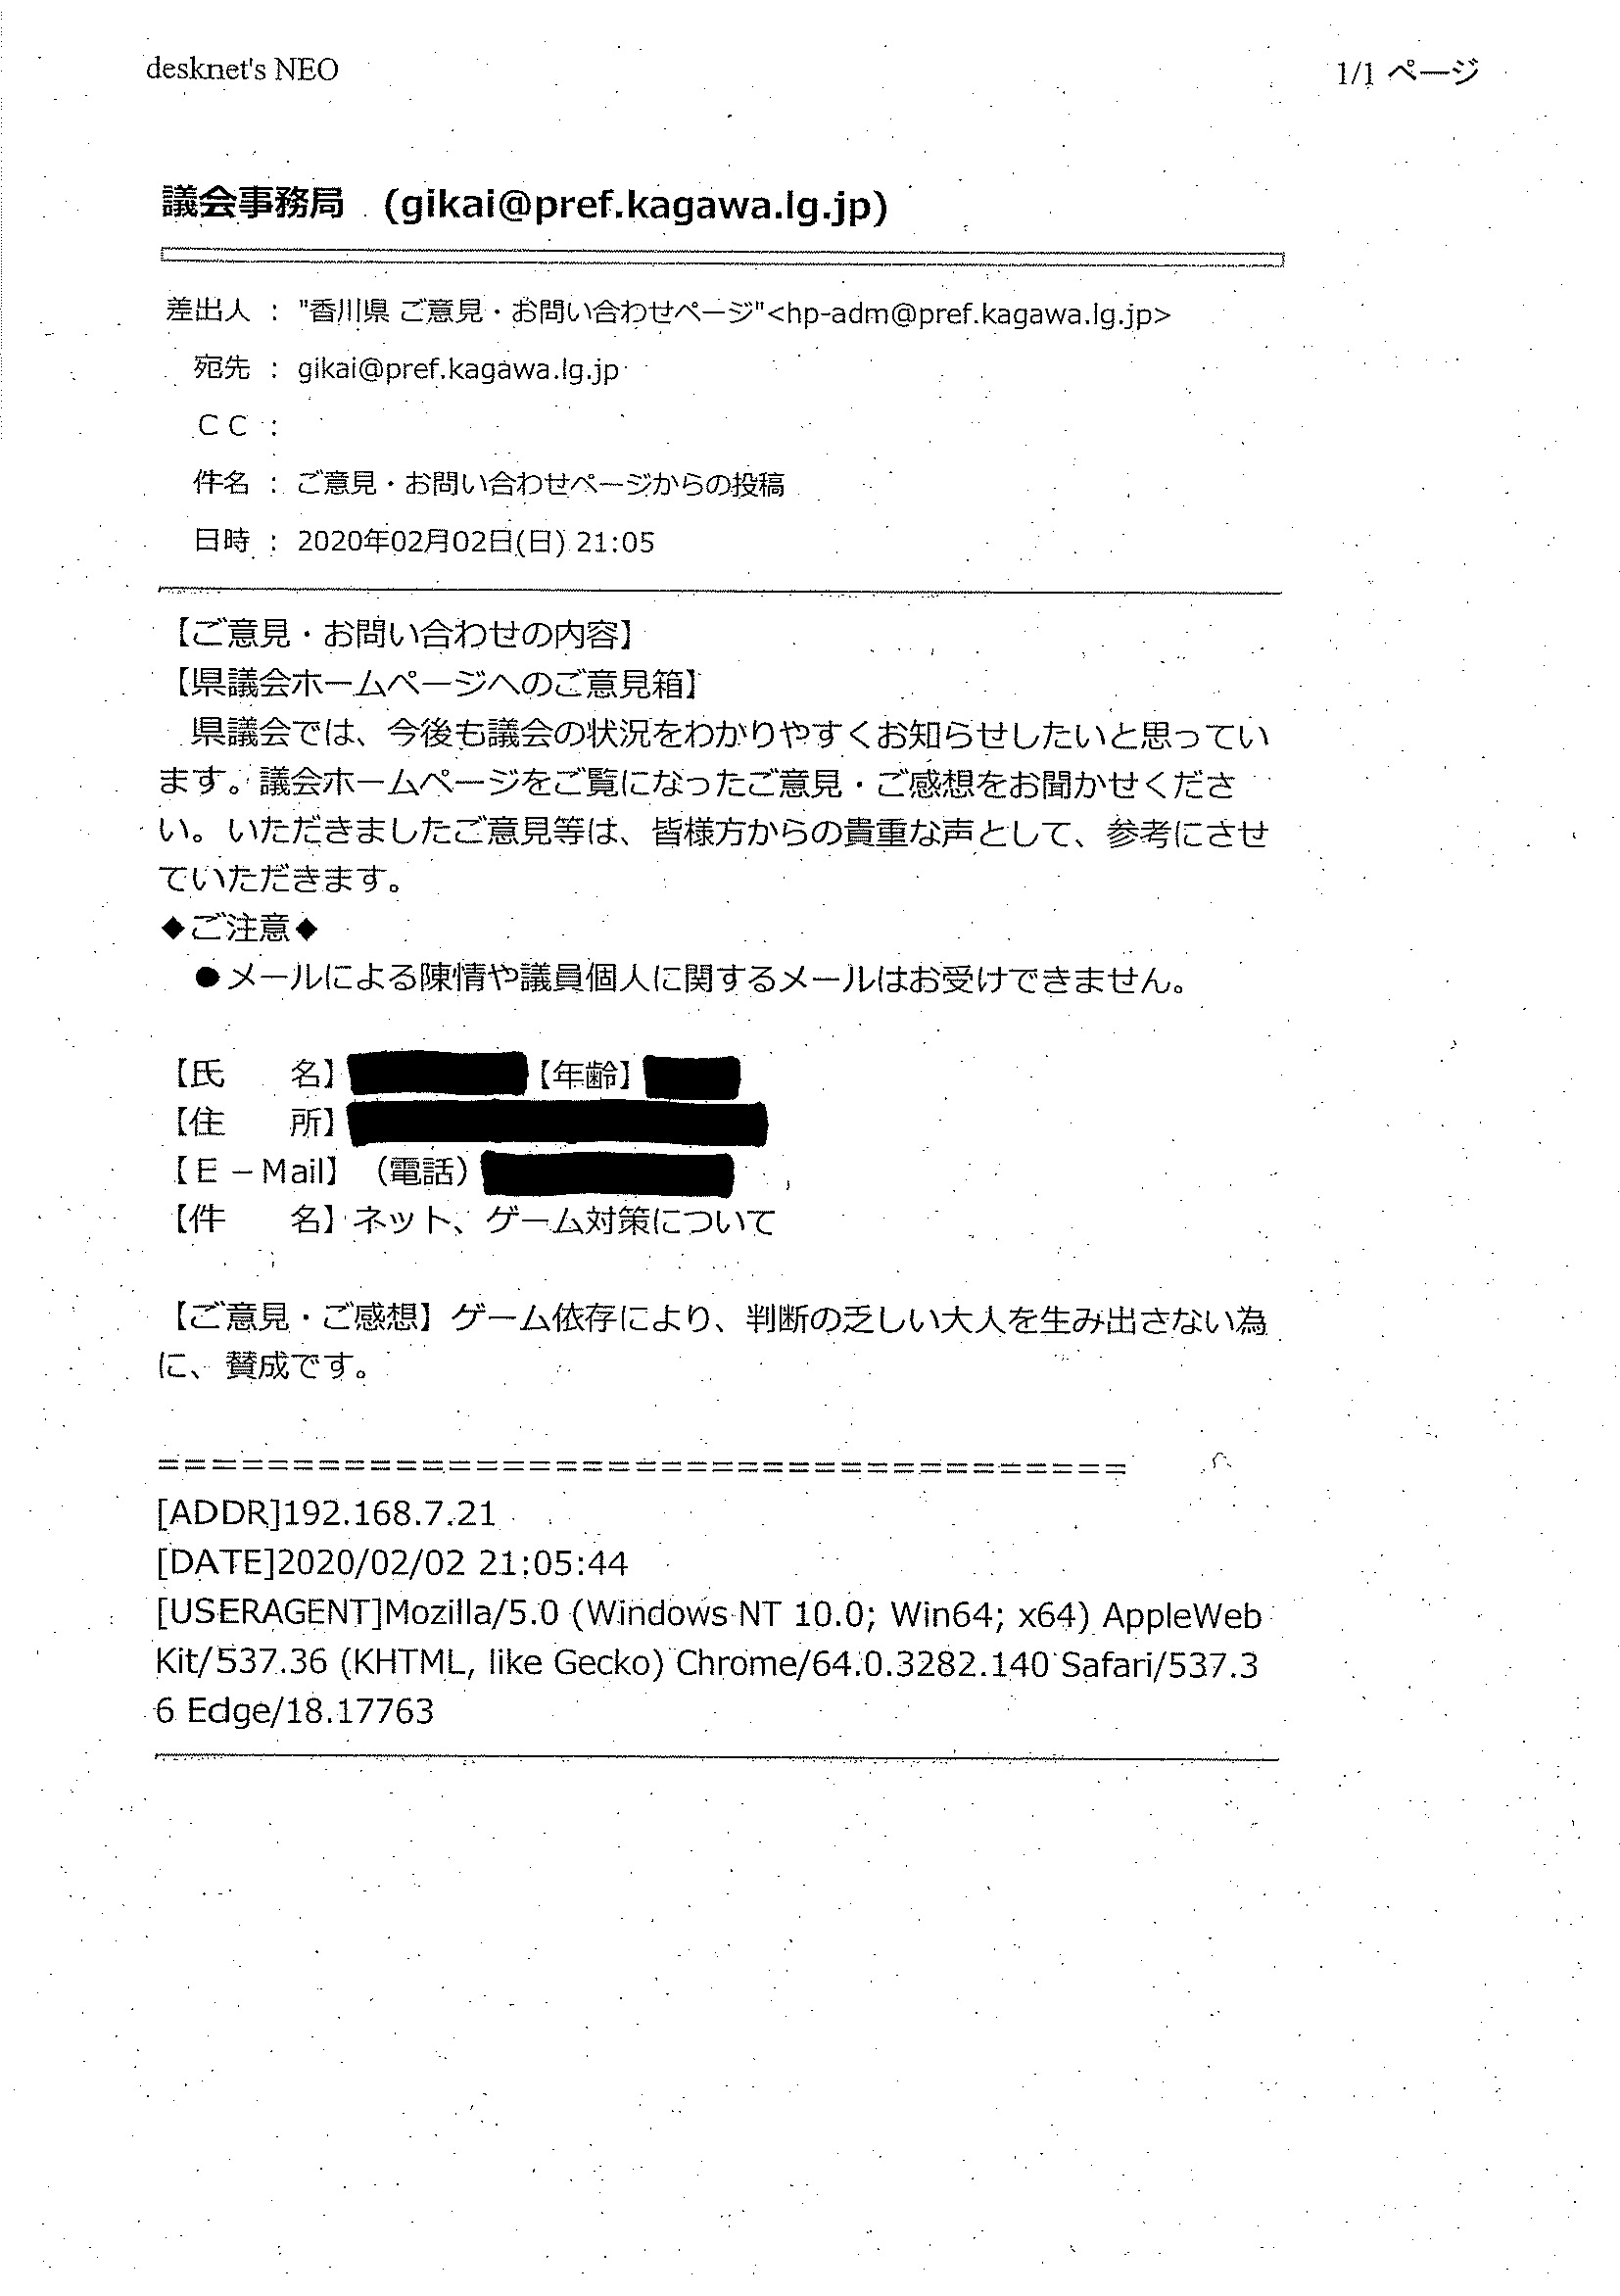 desknet's NEO
1/1 ページ
議会事務局 (gikai@pref.kagawa.lg.jp)
差出人 : "香川県 ご意見・お問い合わせページ"<hp-adm@pref.kagawa.lg.jp>
宛先 : gikai@pref.kagawa.lg.jp
ＣＣ :
件名 : ご意見・お問い合わせページからの投稿
日時 : 2020年02月02日(日) 21:05
【ご意見・お問い合わせの内容】
【県議会ホームページへのご意見箱】
　県議会では、今後も議会の状況をわかりやすくお知らせしたいと思ってい
ます。議会ホームページをご覧になったご意見・ご感想をお聞かせくださ
い。いただきましたご意見等は、皆様方からの貴重な声として、参考にさせ
ていただきます。
◆ご注意◆
　●メールによる陳情や議員個人に関するメールはお受けできません。
【氏　　名】【年齢】
【住　　所】
【Ｅ－Mail】（電話）
【件　　名】ネット、ゲーム対策について
【ご意見・ご感想】ゲーム依存により、判断の乏しい大人を生み出さない為
に、賛成です。
=====================================
[ADDR]192.168.7.21
[DATE]2020/02/02 21:05:44
[USERAGENT]Mozilla/5.0 (Windows NT 10.0; Win64; x64) AppleWeb
Kit/537.36 (KHTML, like Gecko) Chrome/64.0.3282.140 Safari/537.3
6 Edge/18.17763